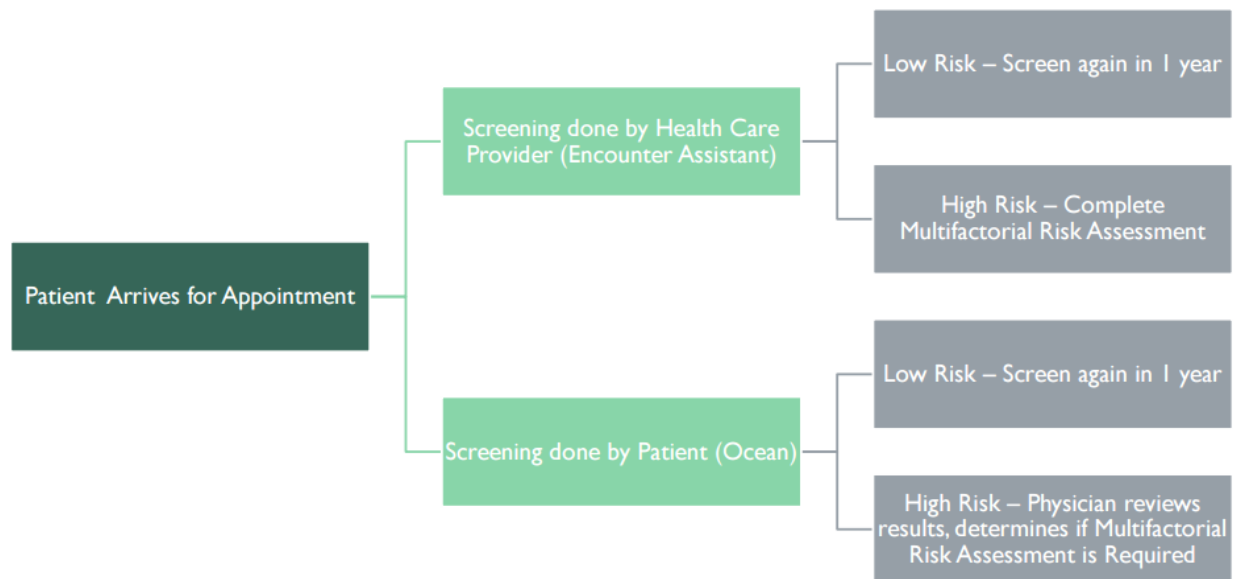 Patient Arrives for Appointment
Screening done by Health Care
Provider (Encounter Assistant)
Low Risk – Screen again in 1 year
High Risk – Complete
Multifactorial Risk Assessment
Screening done by Patient (Ocean)
Low Risk – Screen again in 1 year
High Risk – Physician reviews
results, determines if Multifactorial
Risk Assessment is Required